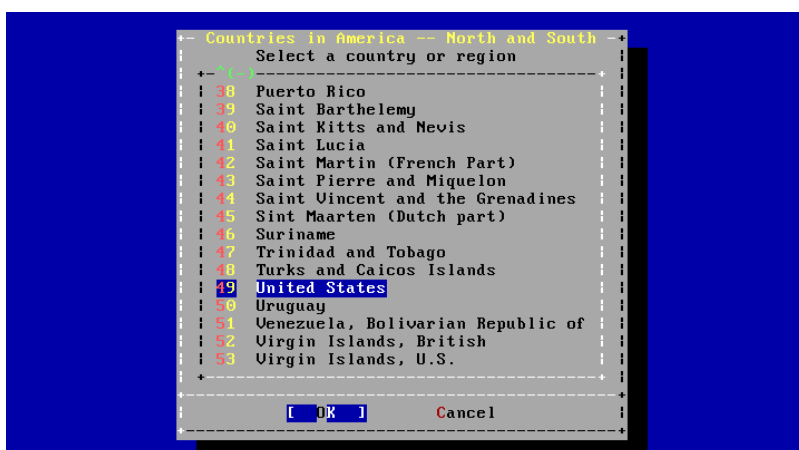 Countries in America -- North and South
Select a country or region
^(-)
38 Puerto Rico
39 Saint Barthelemy
40 Saint Kitts and Nevis
41 Saint Lucia
42 Saint Martin (French Part)
43 Saint Pierre and Miquelon
44 Saint Vincent and the Grenadines
45 Sint Maarten (Dutch part)
46 Suriname
47 Trinidad and Tobago
48 Turks and Caicos Islands
49 United States
50 Uruguay
51 Venezuela, Bolivarian Republic of
52 Virgin Islands, British
53 Virgin Islands, U.S.
[ OK ] Cancel